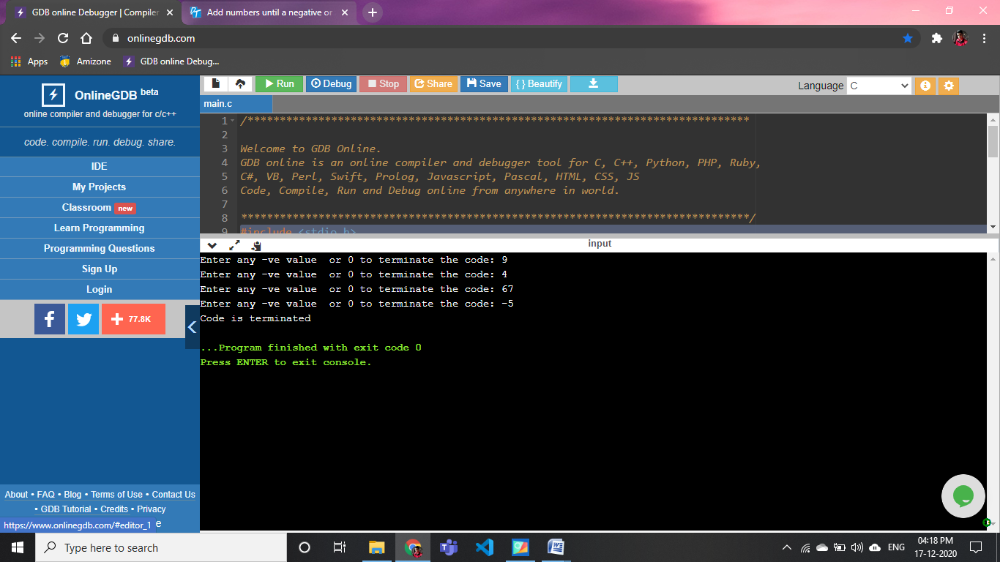 GDB online Debugger | Compiler
Add numbers until a negative or
onlinegdb.com
Apps
Amizone
GDB online Debug...
OnlineGDB beta
online compiler and debugger for c/c++
code. compile. run. debug. share.
IDE
My Projects
Classroom new
Learn Programming
Programming Questions
Sign Up
Login
77.8K
About • FAQ • Blog • Terms of Use • Contact Us
• GDB Tutorial • Credits • Privacy
https://www.onlinegdb.com/#editor_1
e
Run
Debug
Stop
Share
Save
{ } Beautify
Language C
main.c
1 /******************************************************************************
2
3 Welcome to GDB Online.
4 GDB online is an online compiler and debugger tool for C, C++, Python, PHP, Ruby,
5 C#, VB, Perl, Swift, Prolog, Javascript, Pascal, HTML, CSS, JS
6 Code, Compile, Run and Debug online from anywhere in world.
7
8 *******************************************************************************/
9 #include <stdio.h>
input
Enter any -ve value  or 0 to terminate the code: 9
Enter any -ve value  or 0 to terminate the code: 4
Enter any -ve value  or 0 to terminate the code: 67
Enter any -ve value  or 0 to terminate the code: -5
Code is terminated
...Program finished with exit code 0
Press ENTER to exit console.
Type here to search
ENG
04:18 PM
17-12-2020